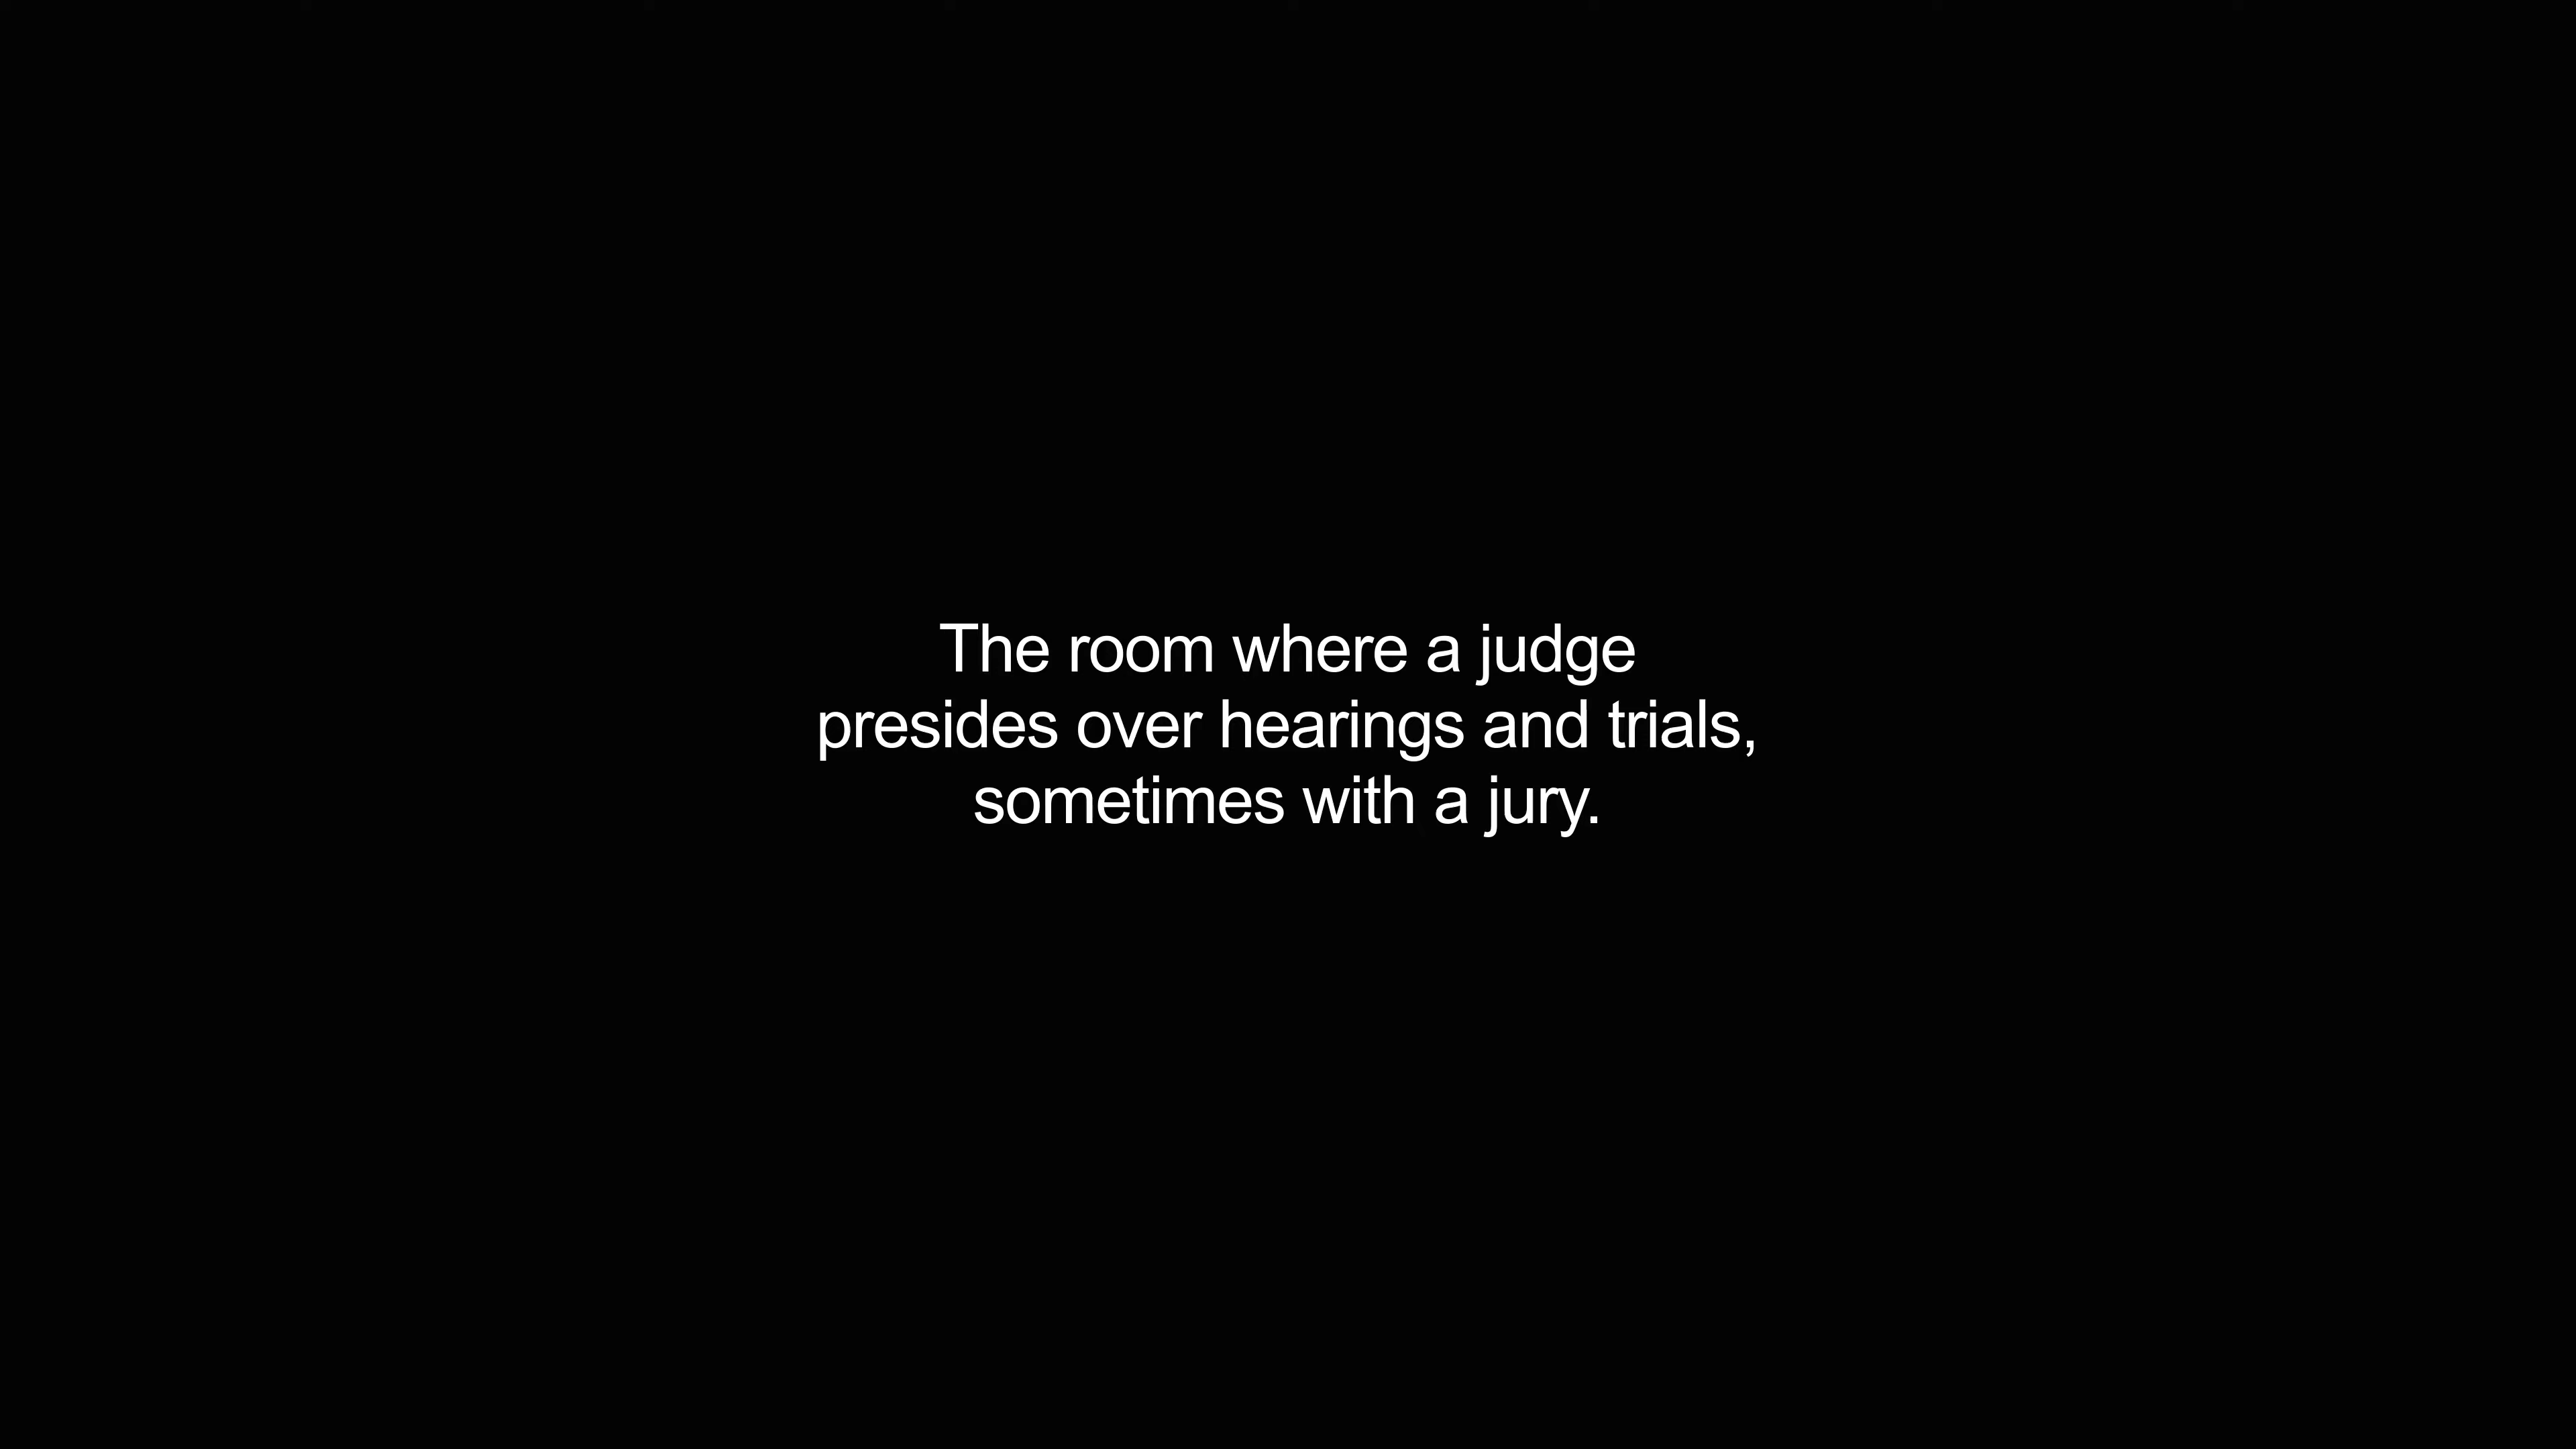 The room where a judge
presides over hearings and trials,
sometimes with a jury.